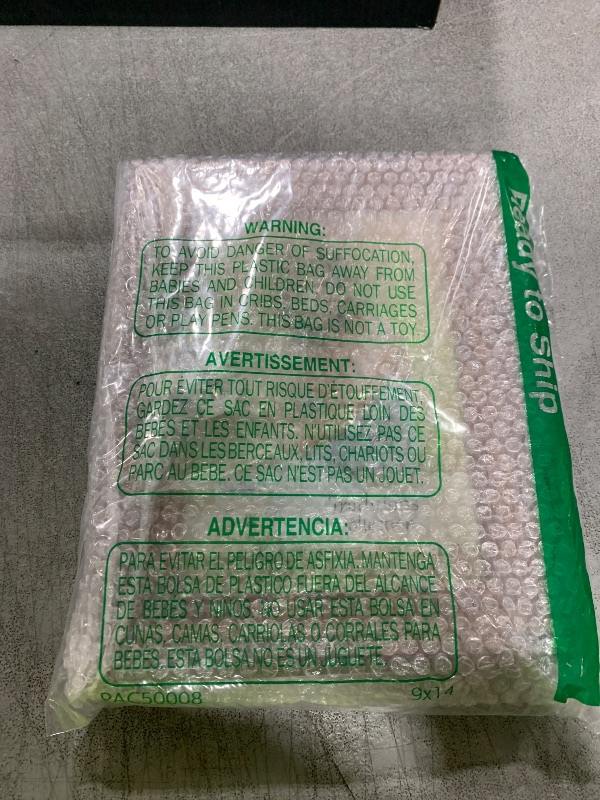 Ready to Ship
WARNING:
TO AVOID DANGER OF SUFFOCATION,
KEEP THIS PLASTIC BAG AWAY FROM
BABIES AND CHILDREN. DO NOT USE
THIS BAG IN CRIBS, BEDS, CARRIAGES
OR PLAY PENS. THIS BAG IS NOT A TOY.
AVERTISSEMENT:
POUR ÉVITER TOUT RISQUE D'ÉTOUFFEMENT,
GARDEZ CE SAC EN PLASTIQUE LOIN DES
BÉBÉS ET LES ENFANTS. N'UTILISEZ PAS CE
SAC DANS LES BERCEAUX, LITS, CHARIOTS OU
PARC AU BÉBÉ. CE SAC N'EST PAS UN JOUET.
ADVERTENCIA:
PARA EVITAR EL PELIGRO DE ASFIXIA, MANTENGA
ESTA BOLSA DE PLASTICO FUERA DEL ALCANCE
DE BEBES Y NIÑOS. NO USAR ESTA BOLSA EN
CUNAS, CAMAS, CARRIOLAS O CORRALES PARA
BEBES. ESTA BOLSA NO ES UN JUGUETE.
PAC50008 9x14